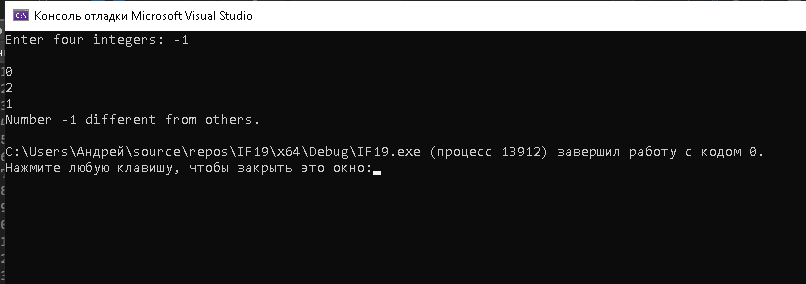 Консоль отладки Microsoft Visual Studio
Enter four integers: -1
0
2
1
Number -1 different from others.
C:\Users\Андрей\source\repos\IF19\x64\Debug\IF19.exe (процесс 13912) завершил работу с кодом 0.
Нажмите любую клавишу, чтобы закрыть это окно: